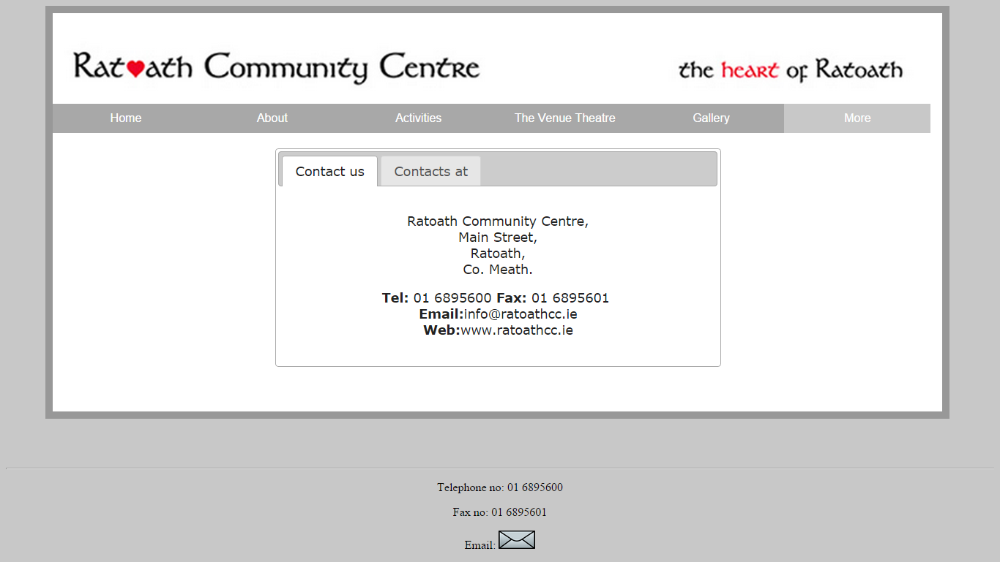 Ratoath Community Centre
the heart of Ratoath
Home About Activities The Venue Theatre Gallery More
Contact us Contacts at
Ratoath Community Centre,
Main Street,
Ratoath,
Co. Meath.
Tel: 01 6895600 Fax: 01 6895601
Email:info@ratoathcc.ie
Web:www.ratoathcc.ie
Telephone no: 01 6895600
Fax no: 01 6895601
Email: